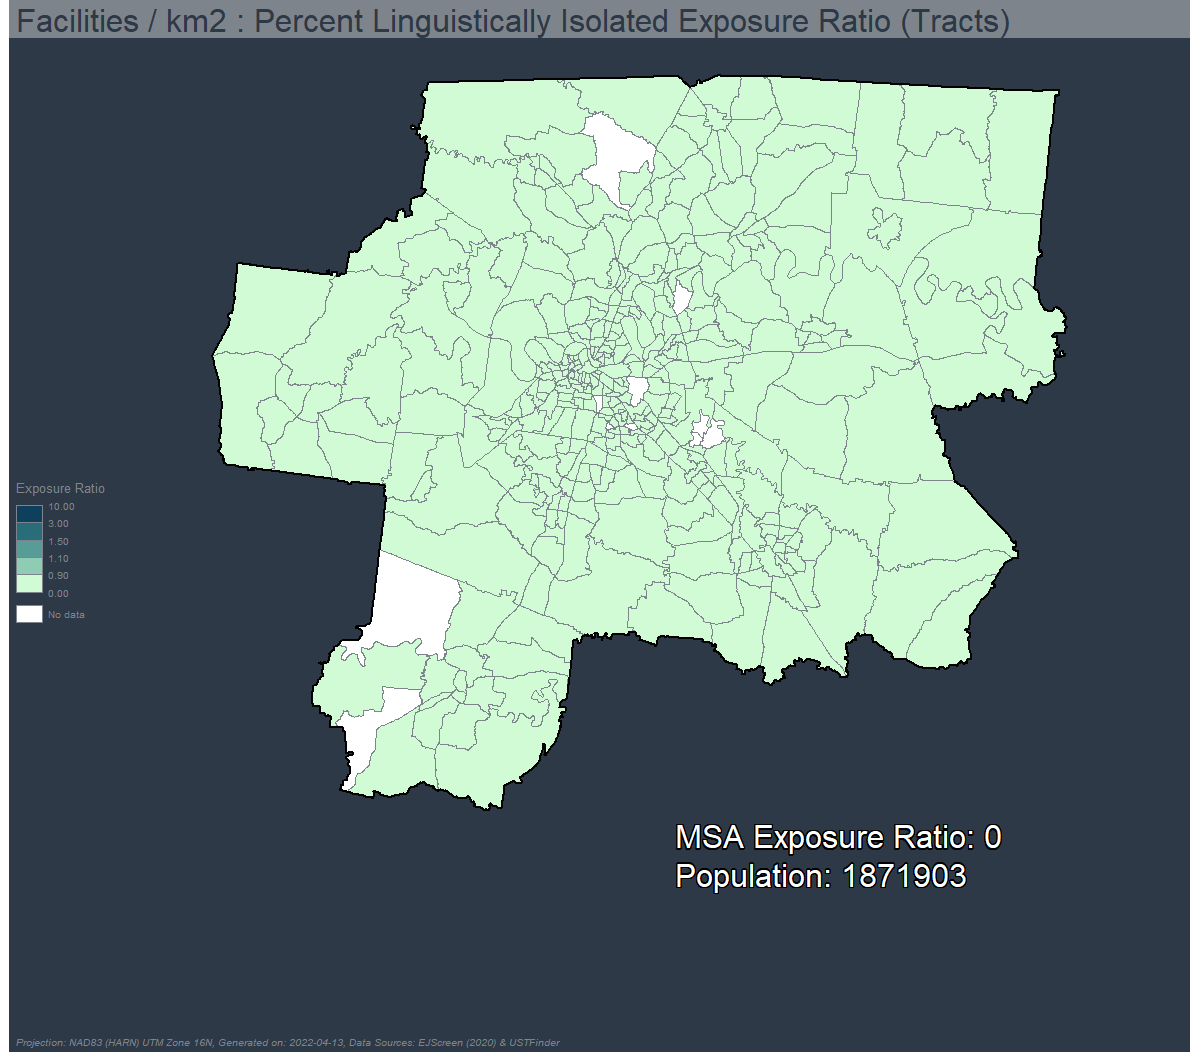 Facilities / km2 : Percent Linguistically Isolated Exposure Ratio (Tracts)
Exposure Ratio
10.00
3.00
1.50
1.10
0.90
0.00
No data
MSA Exposure Ratio: 0
Population: 1871903
Projection: NAD83 (HARN) UTM Zone 16N, Generated on: 2022-04-13, Data Sources: EJScreen (2020) & USTFinder